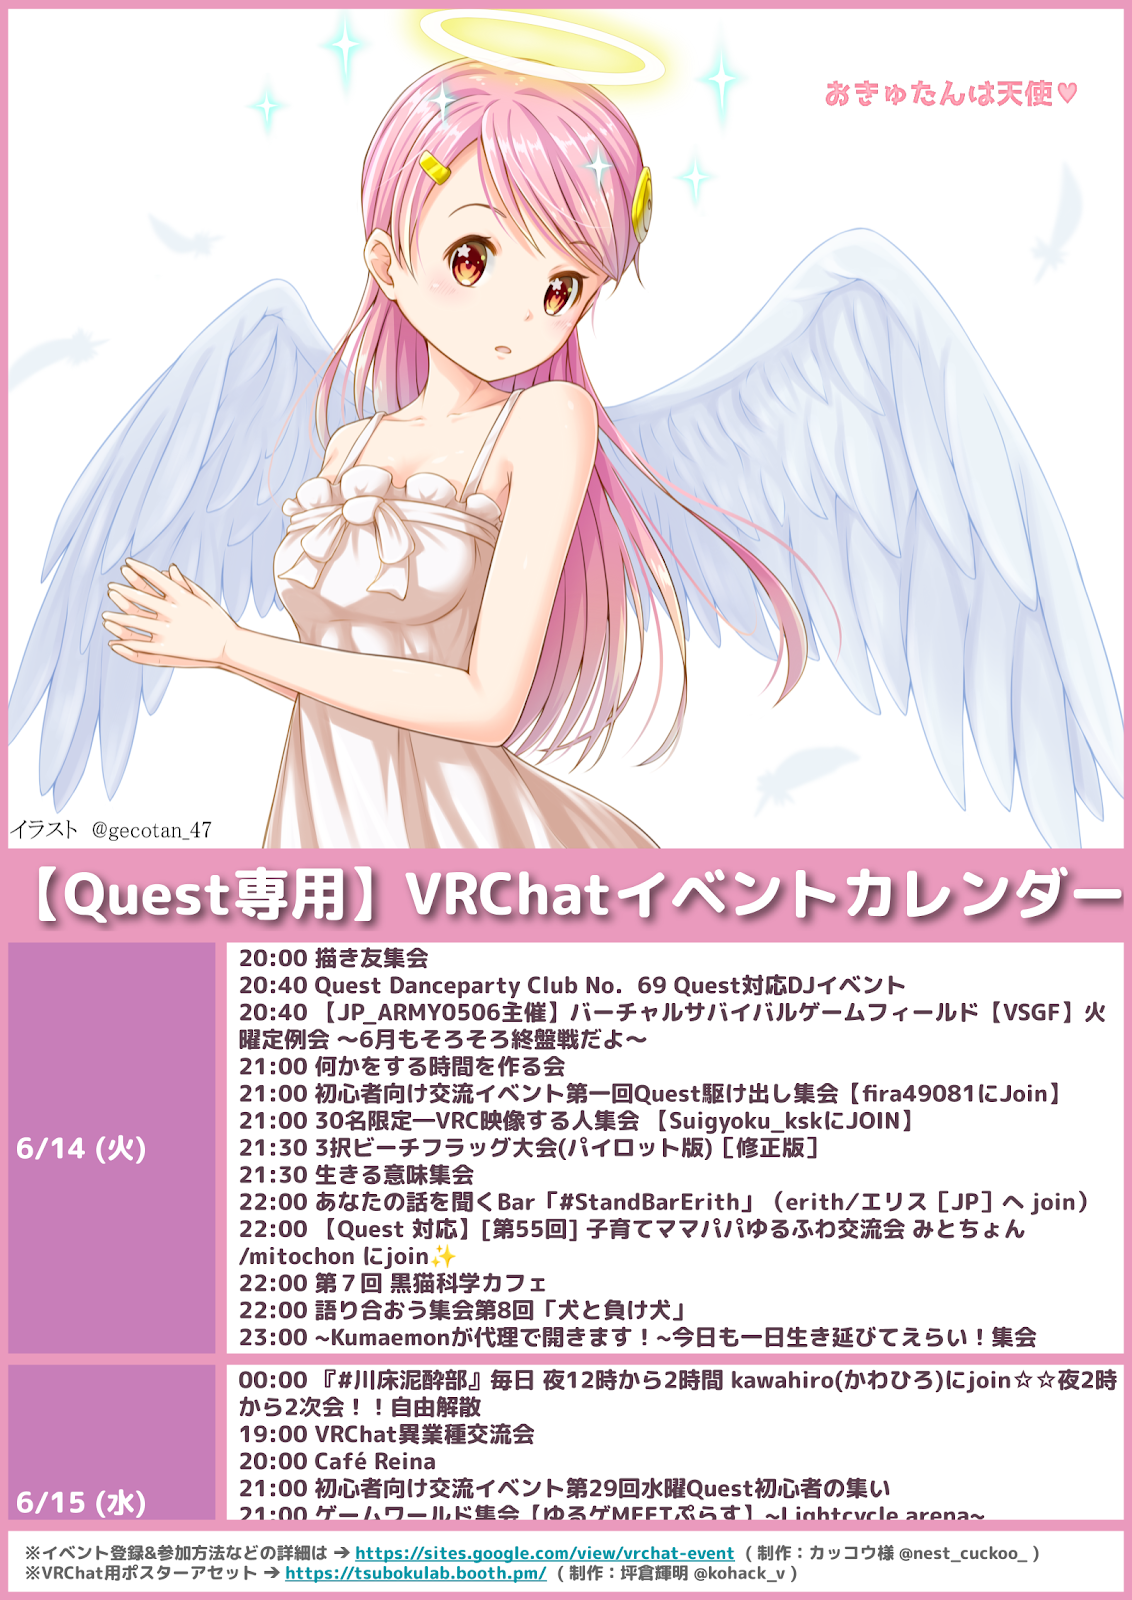 おきゅたんは天使♥
イラスト @gecotan_47
【Quest専用】VRChatイベントカレンダー
6/14 (火)
20:00 描き友集会
20:40 Quest Danceparty Club No．69 Quest対応DJイベント
20:40 【JP_ARMY0506主催】バーチャルサバイバルゲームフィールド【VSGF】火
曜定例会 〜6月もそろそろ終盤戦だよ〜
21:00 何かをする時間を作る会
21:00 初心者向け交流イベント第一回Quest駆け出し集会【fira49081にJoin】
21:00 30名限定―VRC映像する人集会 【Suigyoku_kskにJOIN】
21:30 3択ビーチフラッグ大会(パイロット版)［修正版］
21:30 生きる意味集会
22:00 あなたの話を聞くBar「#StandBarErith」（erith/エリス［JP］へ join）
22:00 【Quest 対応】[第55回] 子育てママパパゆるふわ交流会 みとちょん
/mitochon にjoin✨
22:00 第７回 黒猫科学カフェ
22:00 語り合おう集会第8回「犬と負け犬」
23:00 ~Kumaemonが代理で開きます！~今日も一日生き延びてえらい！集会
6/15 (水)
00:00 『#川床泥酔部』毎日 夜12時から2時間 kawahiro(かわひろ)にjoin☆☆夜2時
から2次会！！自由解散
19:00 VRChat異業種交流会
20:00 Café Reina
21:00 初心者向け交流イベント第29回水曜Quest初心者の集い
21:00 ゲームワールド集会【ゆるゲMEETぷらす】~Lightcycle arena~
※イベント登録&参加方法などの詳細は ➔ https://sites.google.com/view/vrchat-event （ 制作：カッコウ様 @nest_cuckoo_ ）
※VRChat用ポスターアセット ➔ https://tsubokulab.booth.pm/ （ 制作：坪倉輝明 @kohack_v ）